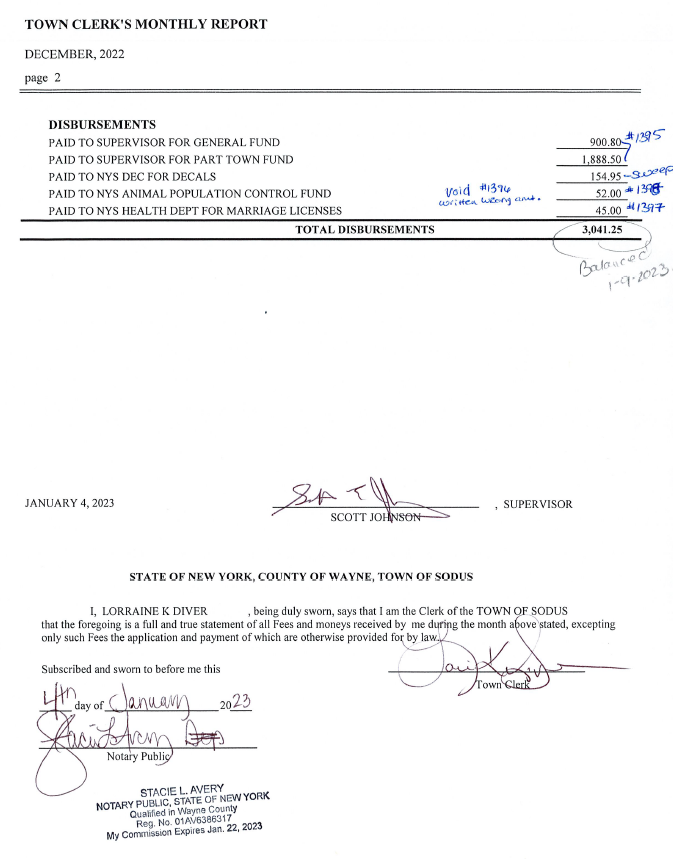 TOWN CLERK'S MONTHLY REPORT
DECEMBER, 2022
page 2
DISBURSEMENTS
PAID TO SUPERVISOR FOR GENERAL FUND 900.80 #1395
PAID TO SUPERVISOR FOR PART TOWN FUND 1,888.50
PAID TO NYS DEC FOR DECALS 154.95 - Sweep
PAID TO NYS ANIMAL POPULATION CONTROL FUND Void #1396 52.00 #1398
written wrong amt.
PAID TO NYS HEALTH DEPT FOR MARRIAGE LICENSES 45.00 #1397
TOTAL DISBURSEMENTS 3,041.25
Balanced
1-9-2023
JANUARY 4, 2023 , SUPERVISOR
SCOTT JOHNSON
STATE OF NEW YORK, COUNTY OF WAYNE, TOWN OF SODUS
I, LORRAINE K DIVER , being duly sworn, says that I am the Clerk of the TOWN OF SODUS
that the foregoing is a full and true statement of all Fees and moneys received by me during the month above stated, excepting
only such Fees the application and payment of which are otherwise provided for by law.
Subscribed and sworn to before me this
Town Clerk
4th day of January 2023
Notary Public
STACIE L. AVERY
NOTARY PUBLIC, STATE OF NEW YORK
Qualified in Wayne County
Reg. No. 01AV6386317
My Commission Expires Jan. 22, 2023